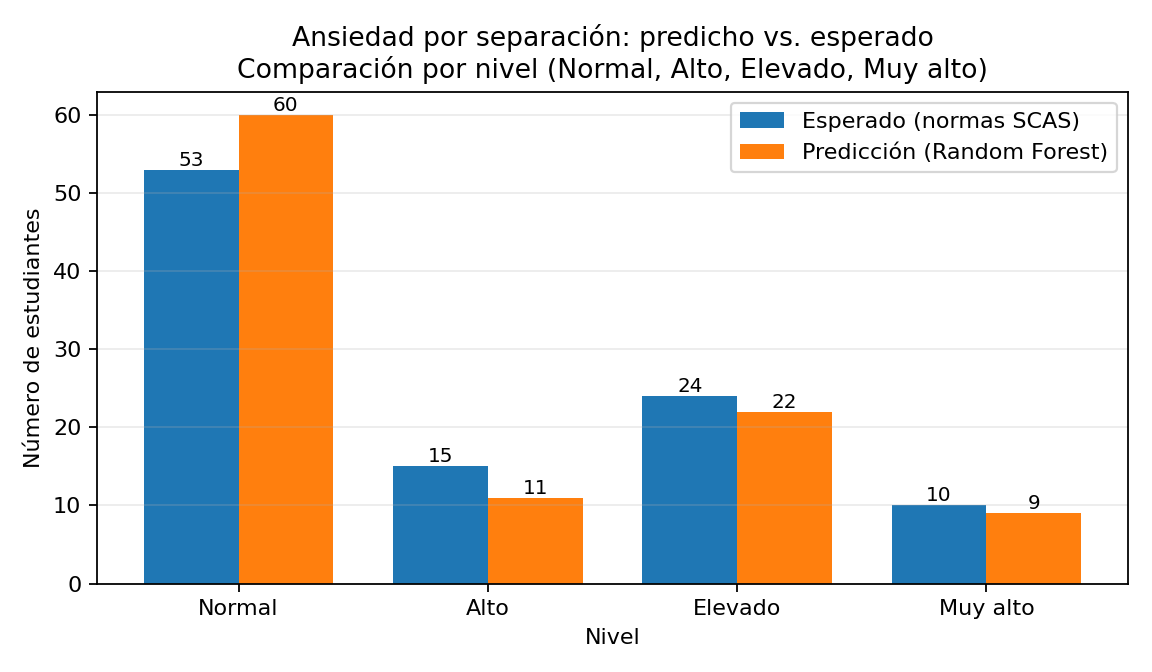 Ansiedad por separación: predicho vs. esperado
Comparación por nivel (Normal, Alto, Elevado, Muy alto)
Esperado (normas SCAS)
Predicción (Random Forest)
Número de estudiantes
60
50
40
30
20
10
0
53
60
15
11
24
22
10
9
Normal
Alto
Elevado
Muy alto
Nivel